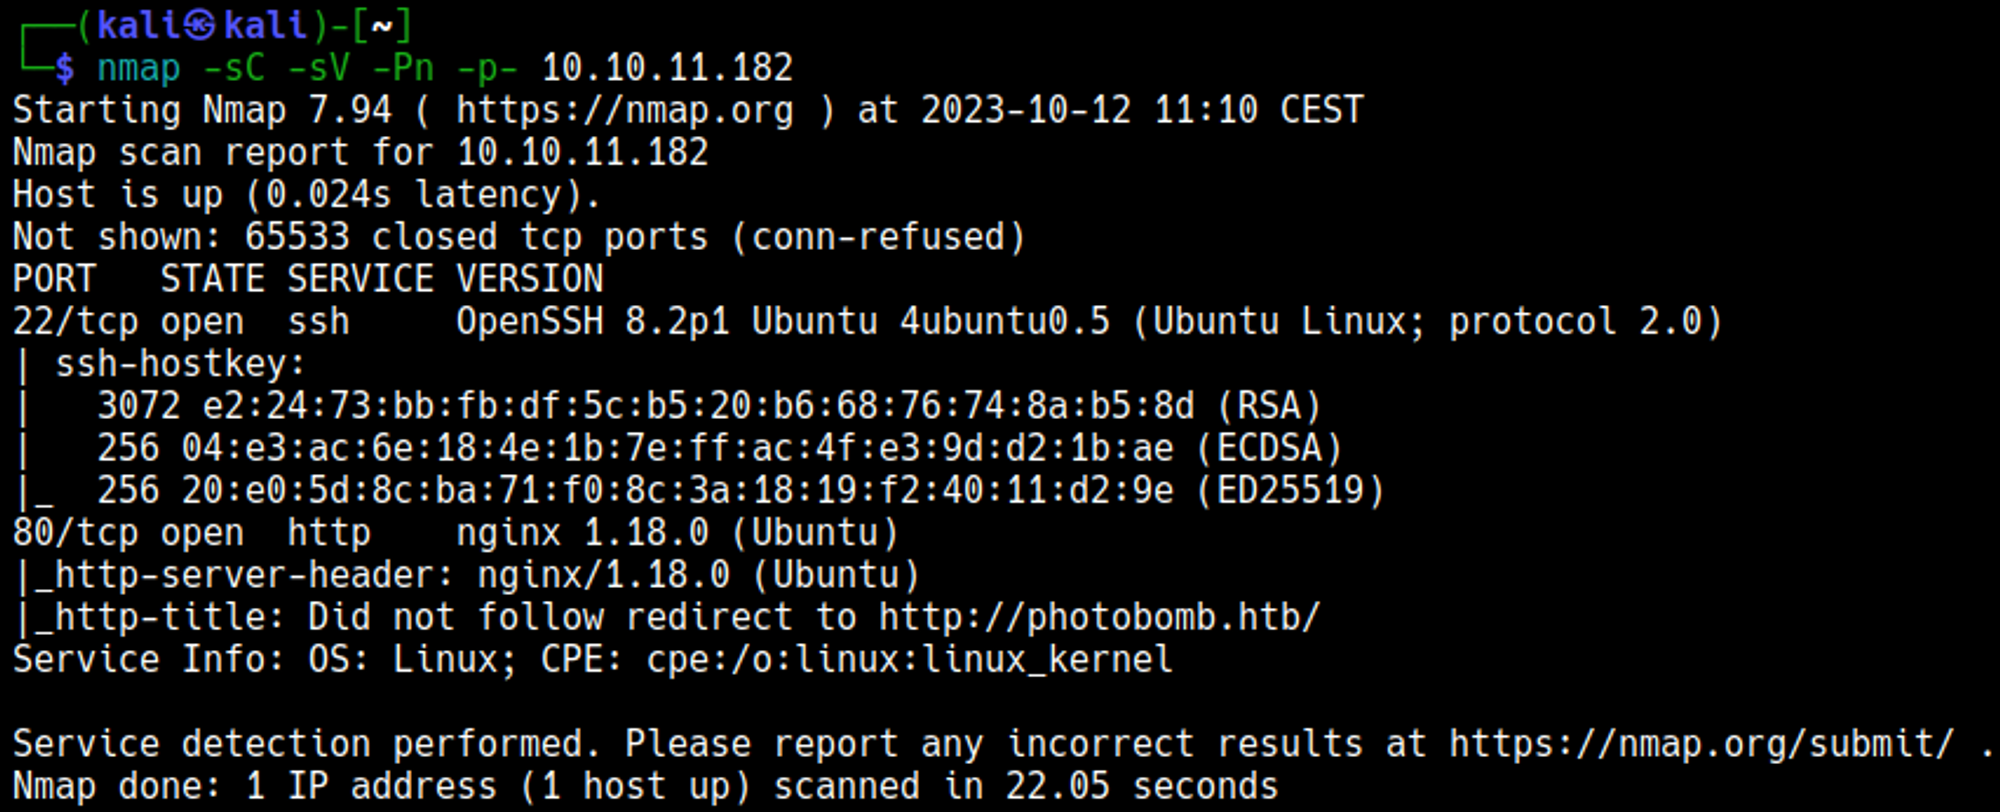 ┌──(kali㉿kali)-[~]
└─$ nmap -sC -sV -Pn -p- 10.10.11.182
Starting Nmap 7.94 ( https://nmap.org ) at 2023-10-12 11:10 CEST
Nmap scan report for 10.10.11.182
Host is up (0.024s latency).
Not shown: 65533 closed tcp ports (conn-refused)
PORT   STATE SERVICE VERSION
22/tcp open  ssh     OpenSSH 8.2p1 Ubuntu 4ubuntu0.5 (Ubuntu Linux; protocol 2.0)
| ssh-hostkey:
|   3072 e2:24:73:bb:fb:df:5c:b5:20:b6:68:76:74:8a:b5:8d (RSA)
|   256 04:e3:ac:6e:18:4e:1b:7e:ff:ac:4f:e3:9d:d2:1b:ae (ECDSA)
|_  256 20:e0:5d:8c:ba:71:f0:8c:3a:18:19:f2:40:11:d2:9e (ED25519)
80/tcp open  http    nginx 1.18.0 (Ubuntu)
|_http-server-header: nginx/1.18.0 (Ubuntu)
|_http-title: Did not follow redirect to http://photobomb.htb/
Service Info: OS: Linux; CPE: cpe:/o:linux:linux_kernel
Service detection performed. Please report any incorrect results at https://nmap.org/submit/ .
Nmap done: 1 IP address (1 host up) scanned in 22.05 seconds